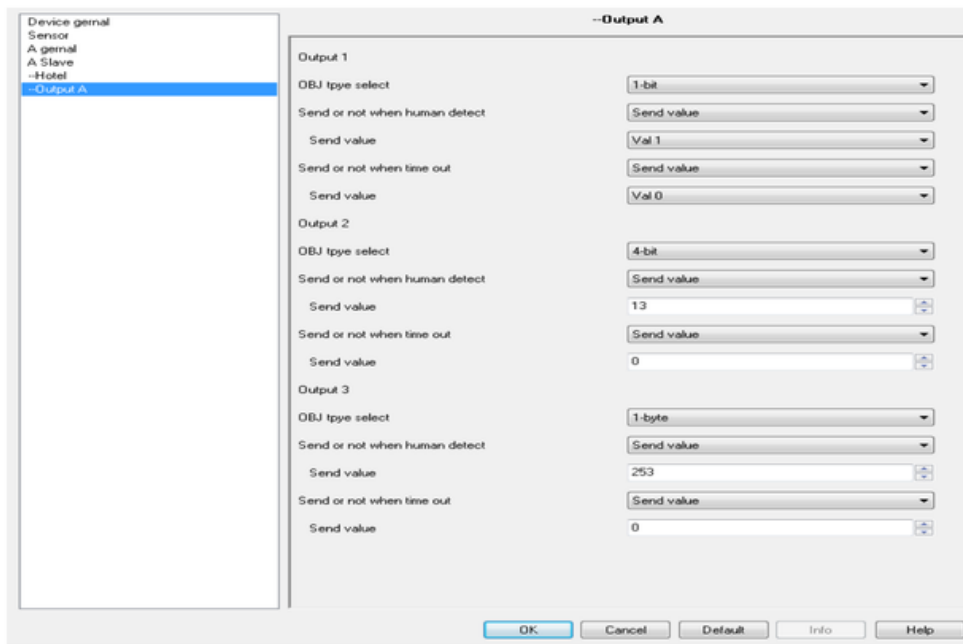 Device gernal
Sensor
A gernal
A Slave
--Hotel
--Output A
--Output A
Output 1
OBJ tpye select 1-bit
Send or not when human detect Send value
Send value Val 1
Send or not when time out Send value
Send value Val 0
Output 2
OBJ tpye select 4-bit
Send or not when human detect Send value
Send value 13
Send or not when time out Send value
Send value 0
Output 3
OBJ tpye select 1-byte
Send or not when human detect Send value
Send value 253
Send or not when time out Send value
Send value 0
OK Cancel Default Info Help